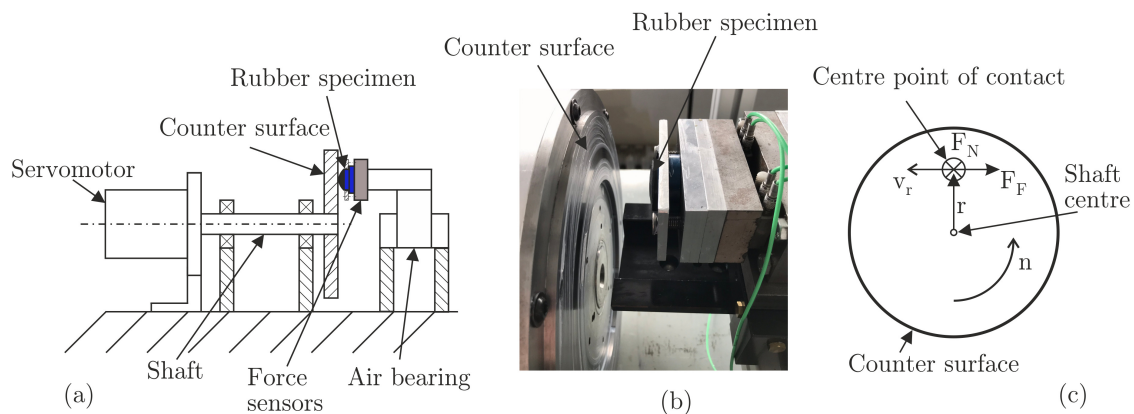 Rubber specimen
Counter surface
Servomotor
Shaft
Force
sensors
Air bearing
(a)
Rubber specimen
Counter surface
(b)
Centre point of contact
F_N
v_r
F_F
r
Shaft
centre
n
Counter surface
(c)